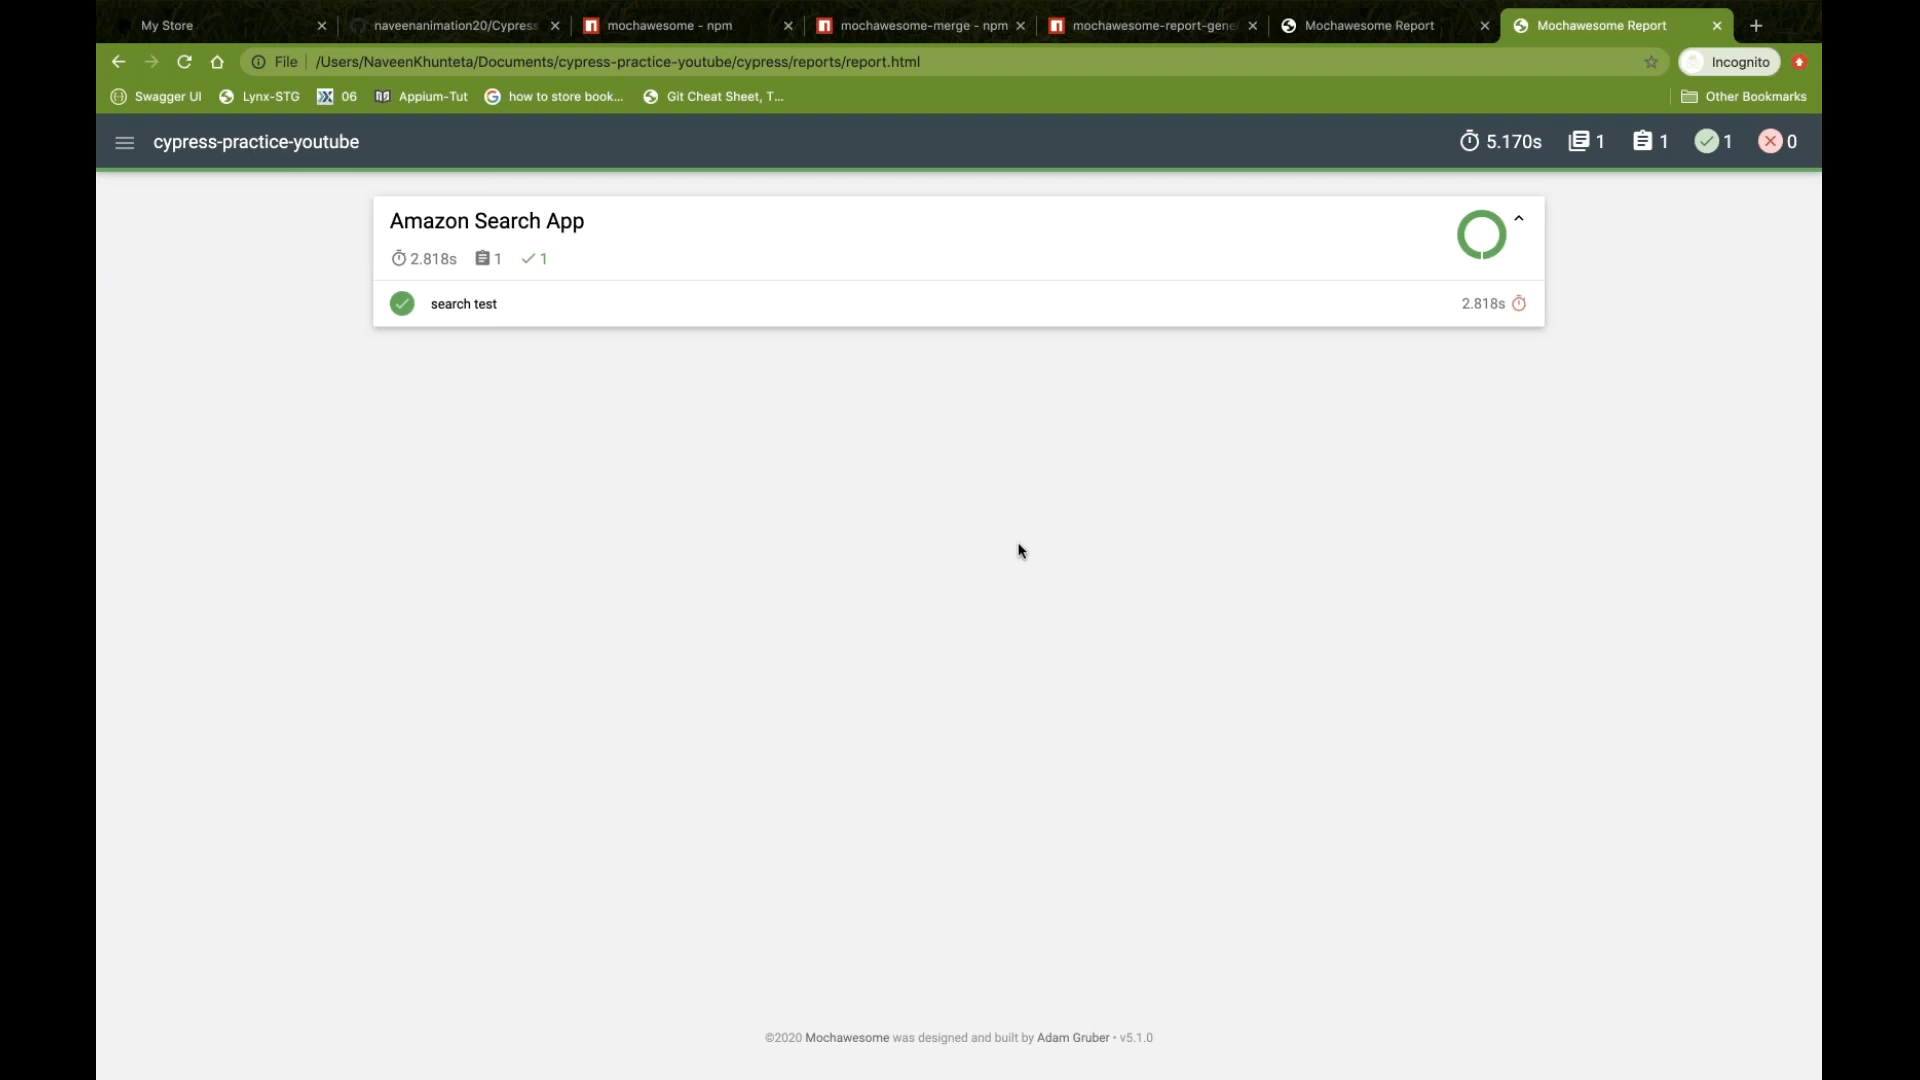 My Store
naveenanimation20/Cypress
mochawesome - npm
mochawesome-merge - npm
mochawesome-report-gene
Mochawesome Report
Mochawesome Report
File /Users/NaveenKhunteta/Documents/cypress-practice-youtube/cypress/reports/report.html
Incognito
Swagger UI
Lynx-STG
06
Appium-Tut
how to store book...
Git Cheat Sheet, T...
Other Bookmarks
cypress-practice-youtube
5.170s 1 1 1 0
Amazon Search App
2.818s 1 1
search test
2.818s
©2020 Mochawesome was designed and built by Adam Gruber • v5.1.0